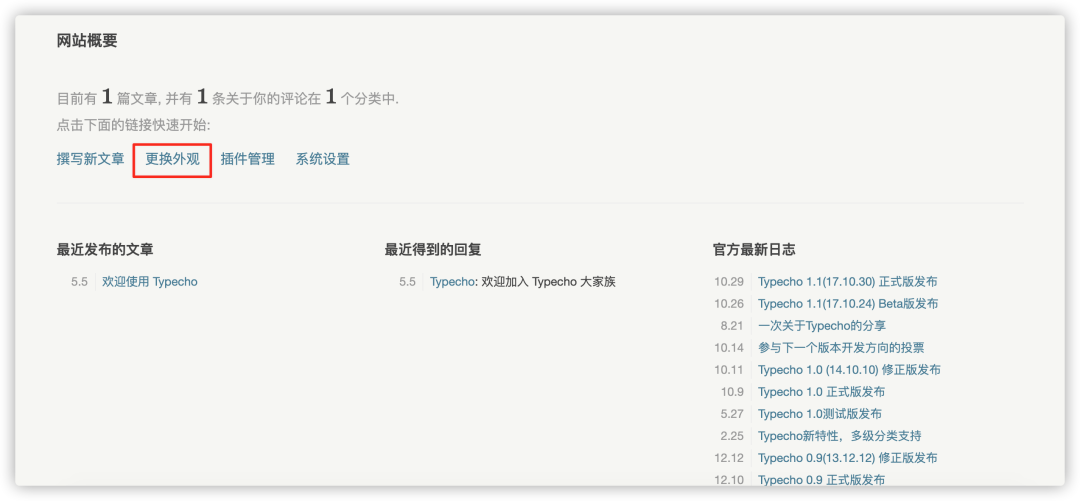 网站概要
目前有 1 篇文章, 并有 1 条关于你的评论在 1 个分类中.
点击下面的链接快速开始:
撰写新文章 更换外观 插件管理 系统设置
最近发布的文章
5.5 欢迎使用 Typecho
最近得到的回复
5.5 Typecho: 欢迎加入 Typecho 大家族
官方最新日志
10.29 Typecho 1.1(17.10.30) 正式版发布
10.26 Typecho 1.1(17.10.24) Beta版发布
8.21 一次关于Typecho的分享
10.14 参与下一个版本开发方向的投票
10.11 Typecho 1.0 (14.10.10) 修正版发布
10.9 Typecho 1.0 正式版发布
5.27 Typecho 1.0测试版发布
2.25 Typecho新特性，多级分类支持
12.12 Typecho 0.9(13.12.12) 修正版发布
12.10 Typecho 0.9 正式版发布